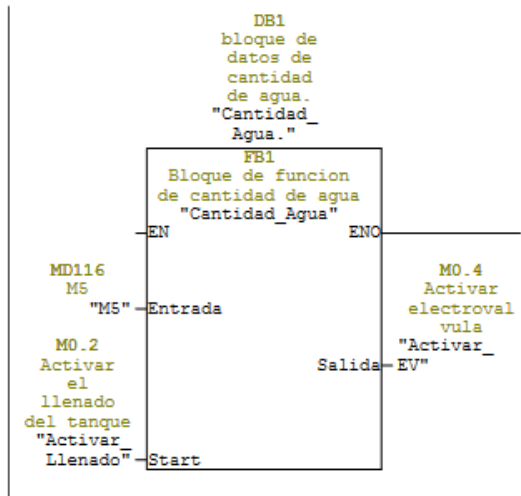 DB1
bloque de
datos de
cantidad
de agua.
"Cantidad_
Agua."
FB1
Bloque de funcion
de cantidad de agua
"Cantidad_Agua"
EN
ENO
MD116
M5
"M5"
Entrada
M0.4
Activar
electroval
vula
"Activar_
EV"
Salida
M0.2
Activar
el
llenado
del tanque
"Activar_
Llenado"
Start